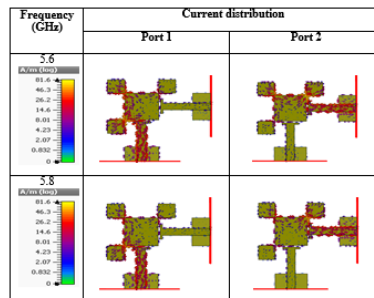 Frequency
(GHz)
Current distribution
Port 1
Port 2
5.6
A/m (log)
81.6
46.3
26.2
14.6
8.01
4.23
2.07
0.832
0
5.8
A/m (log)
81.6
46.3
26.2
14.6
8.01
4.23
2.07
0.832
0